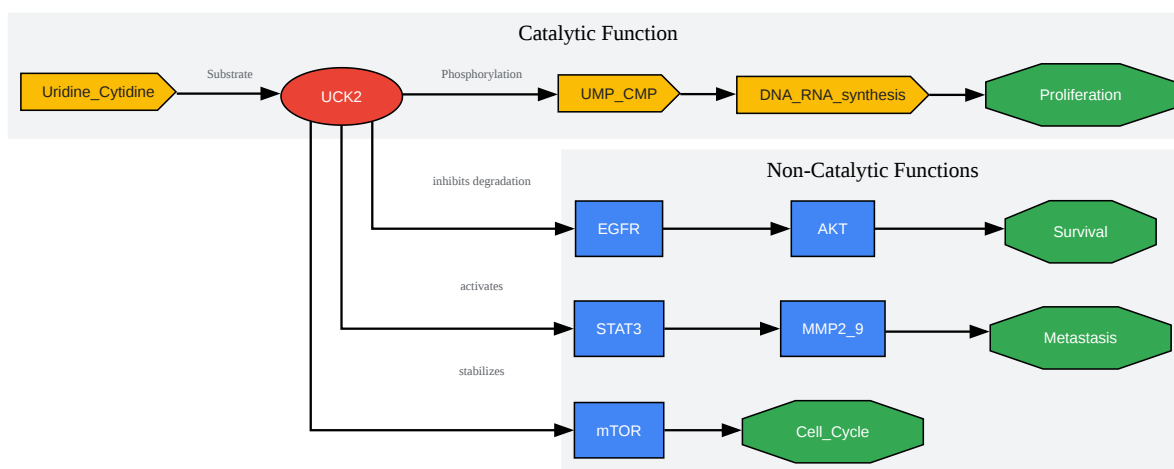 Catalytic Function
Uridine_Cytidine
Substrate
UCK2
Phosphorylation
UMP_CMP
DNA_RNA_synthesis
Proliferation
Non-Catalytic Functions
inhibits degradation
EGFR
AKT
Survival
activates
STAT3
MMP2_9
Metastasis
stabilizes
mTOR
Cell_Cycle